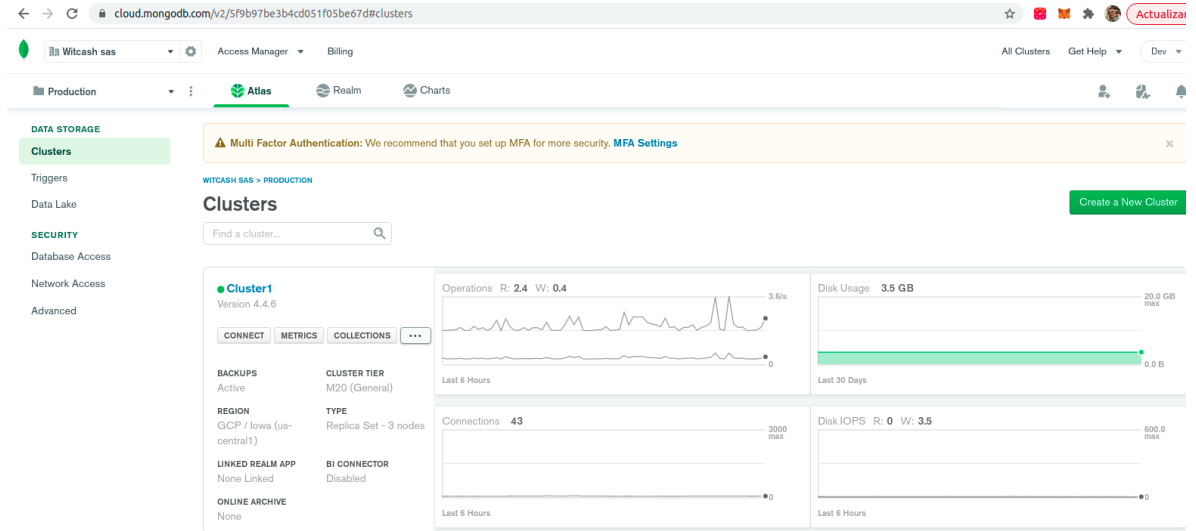 cloud.mongodb.com/v2/5f9b97be3b4cd051f05be67d#clusters
Actualizar
Witcash sas
Access Manager
Billing
All Clusters
Get Help
Dev
Production
Atlas
Realm
Charts
DATA STORAGE
Clusters
Triggers
Data Lake
SECURITY
Database Access
Network Access
Advanced
Multi Factor Authentication: We recommend that you set up MFA for more security. MFA Settings
WITCASH SAS > PRODUCTION
Clusters
Create a New Cluster
Find a cluster...
Cluster1
Version 4.4.6
CONNECT METRICS COLLECTIONS ...
BACKUPS
Active
CLUSTER TIER
M20 (General)
REGION
GCP / Iowa (us-
central1)
TYPE
Replica Set - 3 nodes
LINKED REALM APP
None Linked
BI CONNECTOR
Disabled
ONLINE ARCHIVE
None
Operations R: 2.4 W: 0.4
3.6/s
0
Last 6 Hours
Disk Usage 3.5 GB
20.0 GB
max
0.0 B
Last 30 Days
Connections 43
3000
max
0
Last 6 Hours
Disk IOPS R: 0 W: 3.5
600.0
max
0
Last 6 Hours